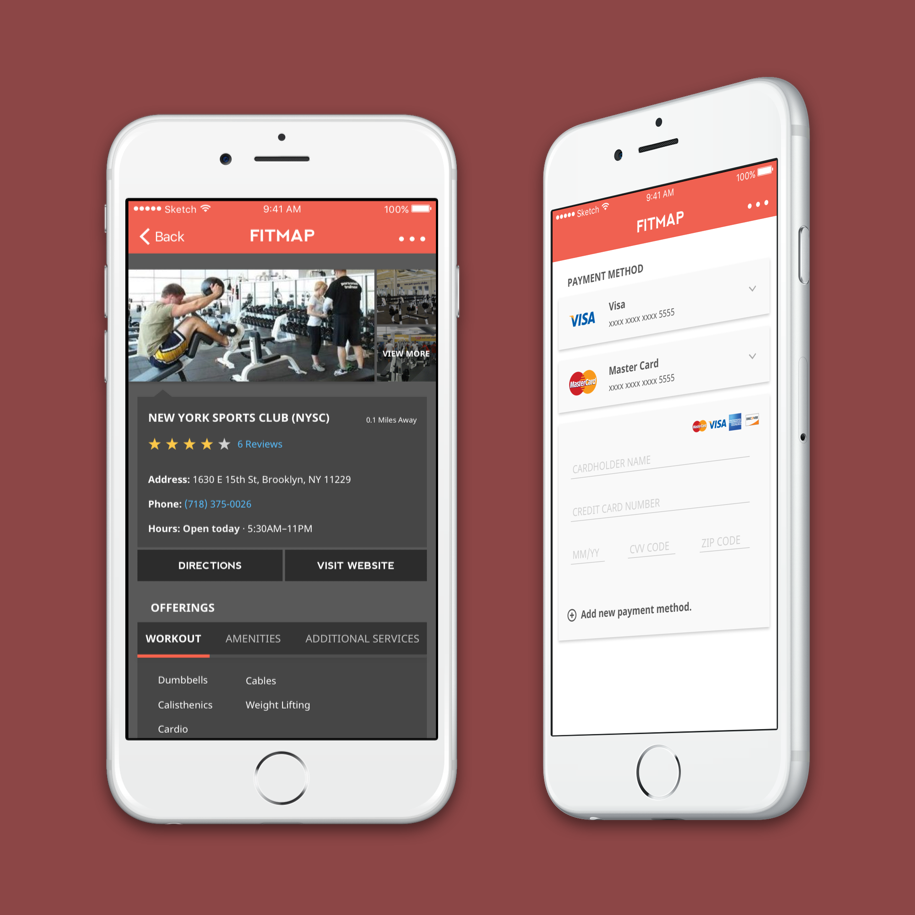 Sketch 9:41 AM 100%
Back FITMAP
VIEW MORE
NEW YORK SPORTS CLUB (NYSC) 0.1 Miles Away
6 Reviews
Address: 1630 E 15th St, Brooklyn, NY 11229
Phone: (718) 375-0026
Hours: Open today · 5:30AM–11PM
DIRECTIONS VISIT WEBSITE
OFFERINGS
WORKOUT AMENITIES ADDITIONAL SERVICES
Dumbbells Cables
Calisthenics Weight Lifting
Cardio
Sketch 9:41 AM 100%
FITMAP
PAYMENT METHOD
VISA Visa
xxxx xxxx xxxx 5555
MasterCard Master Card
xxxx xxxx xxxx 5555
MasterCard VISA
CARDHOLDER NAME
CREDIT CARD NUMBER
MM/YY CVV CODE ZIP CODE
Add new payment method.